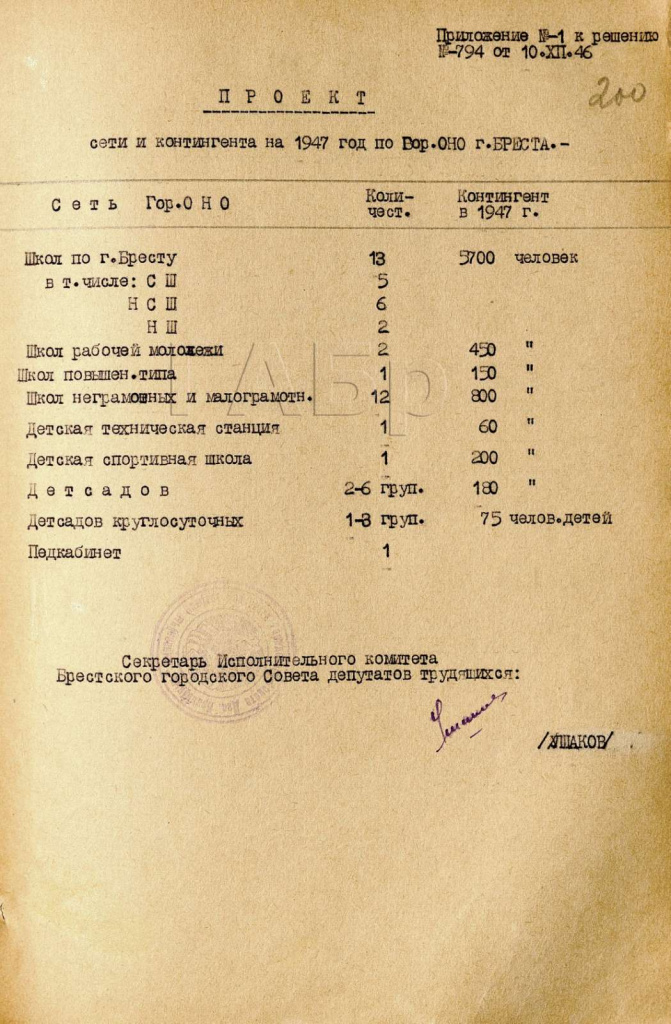 Приложение №-1 к решению
№-794 от 10.XII.46
200
П Р О Е К Т
сети и контингента на 1947 год по Вор.ОНО г.БРЕСТА.-
С е т ь Гор.О Н О Коли-чест. Контингент в 1947 г.
Школ по г.Бресту 13 5700 человек
в т.числе: С Ш 5
Н С Ш 6
Н Ш 2
Школ рабочей молодежи 2 450 "
Школ повышен.типа 1 150 "
Школ неграмотных и малограмотн. 12 800 "
Детская техническая станция 1 60 "
Детская спортивная школа 1 200 "
Д е т с а д о в 2-6 груп. 180 "
Детсадов круглосуточных 1-3 груп. 75 челов.детей
Педкабинет 1
ГАБр
Секретарь Исполнительного комитета
Брестского городского Совета депутатов трудящихся:
/УШАКОВ/